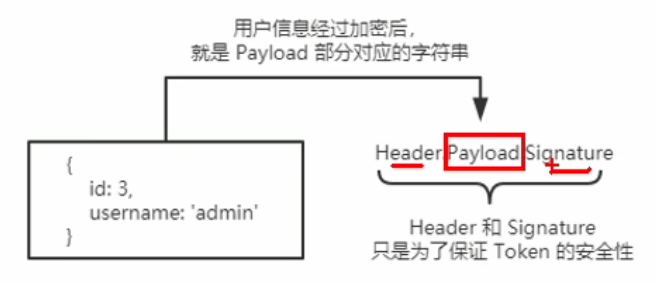 用户信息经过加密后,
就是 Payload 部分对应的字符串
{
id: 3,
username: 'admin'
}
Header.Payload.Signature
Header 和 Signature
只是为了保证 Token 的安全性